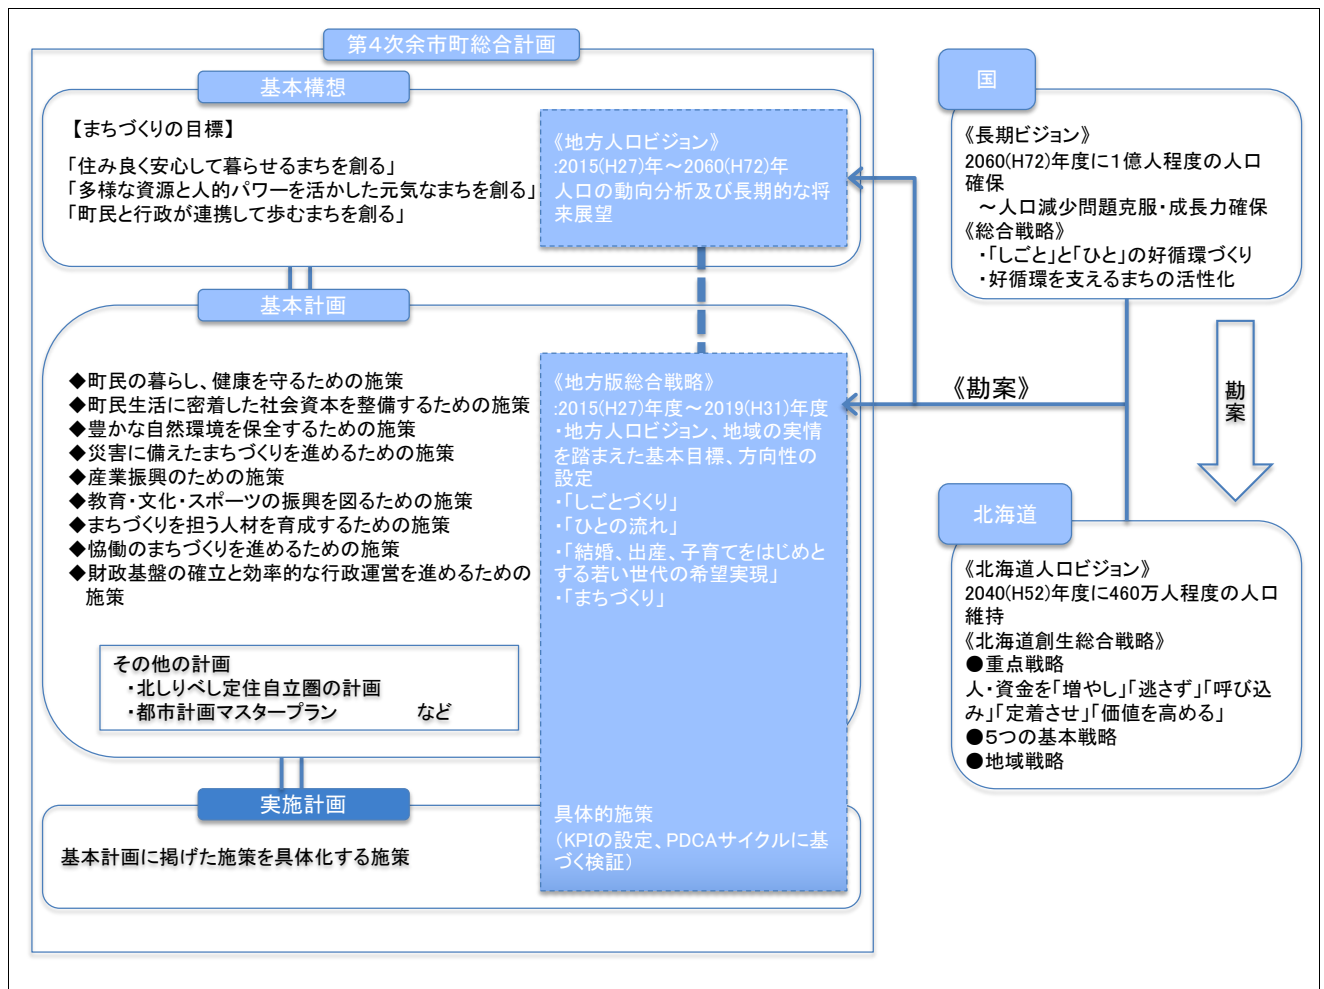 第4次余市町総合計画
基本構想
【まちづくりの目標】
「住み良く安心して暮らせるまちを創る」
「多様な資源と人的パワーを活かした元気なまちを創る」
「町民と行政が連携して歩むまちを創る」
《地方人口ビジョン》
:2015(H27)年～2060(H72)年
人口の動向分析及び長期的な将
来展望
基本計画
◆町民の暮らし、健康を守るための施策
◆町民生活に密着した社会資本を整備するための施策
◆豊かな自然環境を保全するための施策
◆災害に備えたまちづくりを進めるための施策
◆産業振興のための施策
◆教育・文化・スポーツの振興を図るための施策
◆まちづくりを担う人材を育成するための施策
◆協働のまちづくりを進めるための施策
◆財政基盤の確立と効率的な行政運営を進めるための
施策
その他の計画
・北しりべし定住自立圏の計画
・都市計画マスタープラン　　　など
《地方版総合戦略》
:2015(H27)年度～2019(H31)年度
・地方人口ビジョン、地域の実情
を踏まえた基本目標、方向性の
設定
・「しごとづくり」
・「ひとの流れ」
・「結婚、出産、子育てをはじめと
する若い世代の希望実現」
・「まちづくり」
具体的施策
（KPIの設定、PDCAサイクルに基
づく検証）
実施計画
基本計画に掲げた施策を具体化する施策
国
《長期ビジョン》
2060(H72)年度に１億人程度の人口
確保
～人口減少問題克服・成長力確保
《総合戦略》
・「しごと」と「ひと」の好循環づくり
・好循環を支えるまちの活性化
《勘案》
勘
案
北海道
《北海道人口ビジョン》
2040(H52)年度に460万人程度の人口
維持
《北海道創生総合戦略》
●重点戦略
人・資金を「増やし」「逃さず」「呼び込
み」「定着させ」「価値を高める」
●５つの基本戦略
●地域戦略